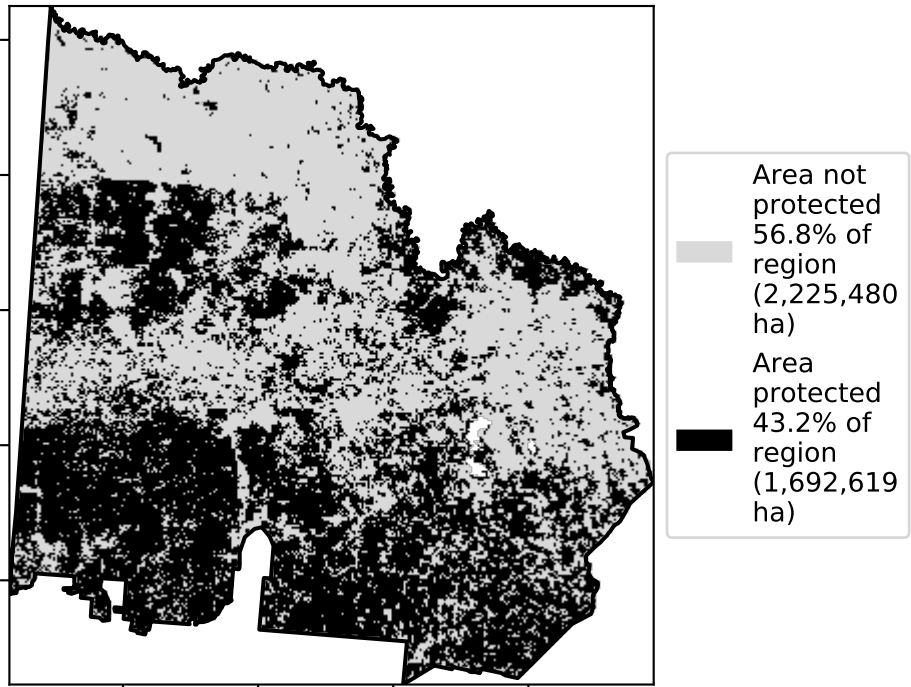 Area not
protected
56.8% of
region
(2,225,480
ha)
Area
protected
43.2% of
region
(1,692,619
ha)